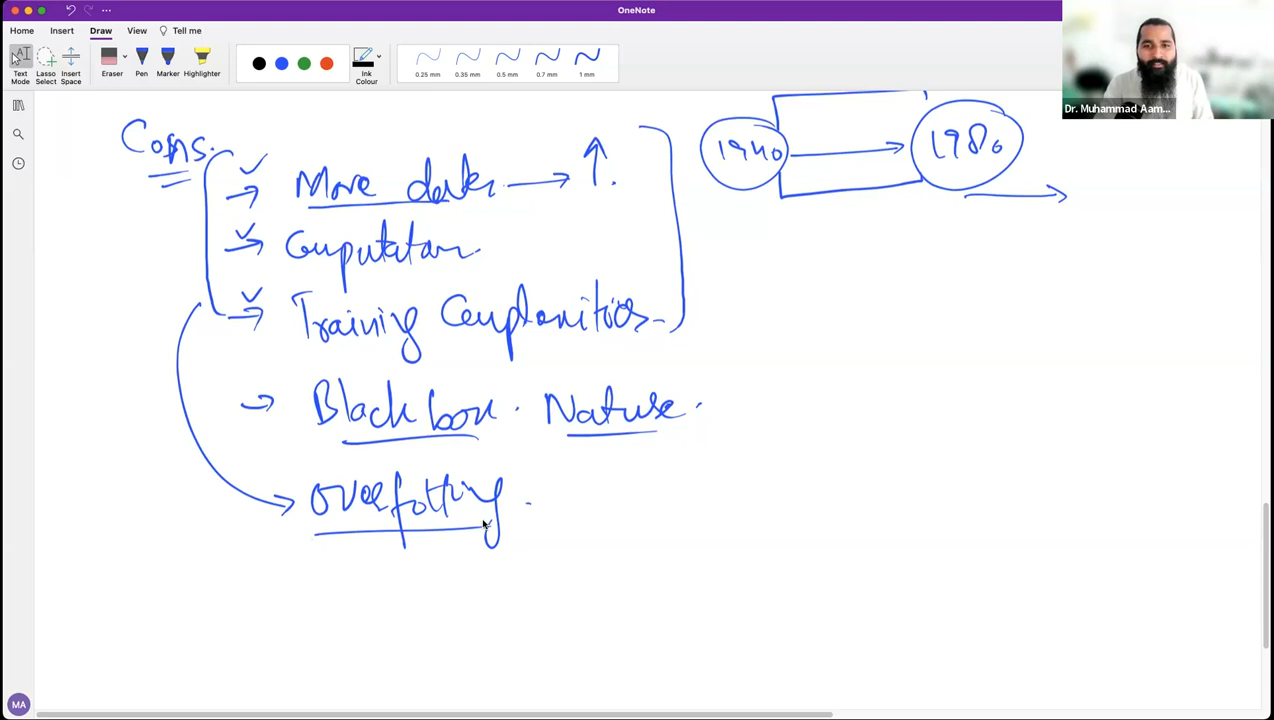 OneNote
Home Insert Draw View Tell me
Text Mode Lasso Select Insert Space Eraser Pen Marker Highlighter Ink Colour 0.25 mm 0.35 mm 0.5 mm 0.7 mm 1 mm
Dr. Muhammad Aam...
Cons.
1940 → 1980
→ More data → ↑.
→ Computation
→ Training Complexities
→ Black box. Nature.
→ Overfitting.
MA